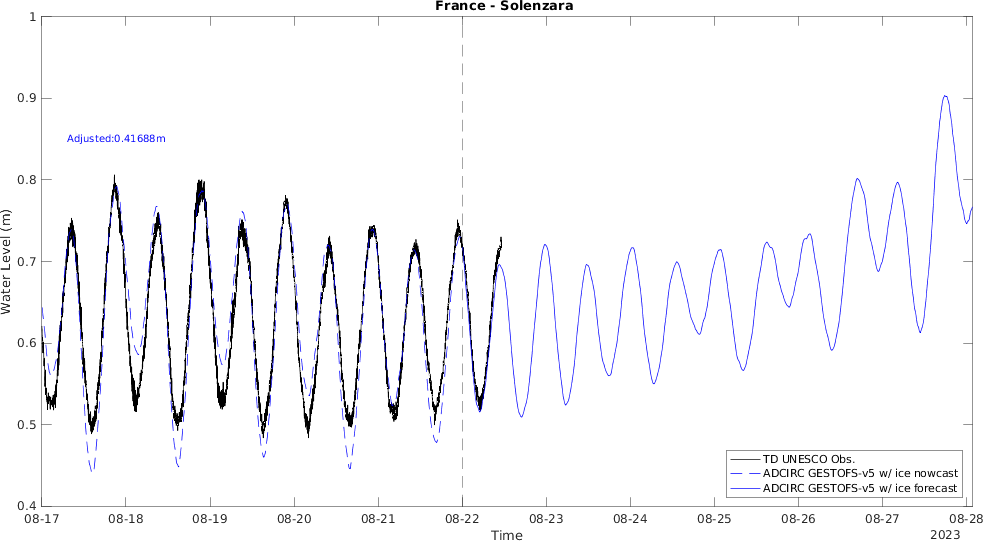 France - Solenzara
Water Level (m)
1
0.9
0.8
0.7
0.6
0.5
0.4
Adjusted:0.41688m
TD UNESCO Obs.
ADCIRC GESTOFS-v5 w/ ice nowcast
ADCIRC GESTOFS-v5 w/ ice forecast
08-17 08-18 08-19 08-20 08-21 08-22 08-23 08-24 08-25 08-26 08-27 08-28
Time
2023